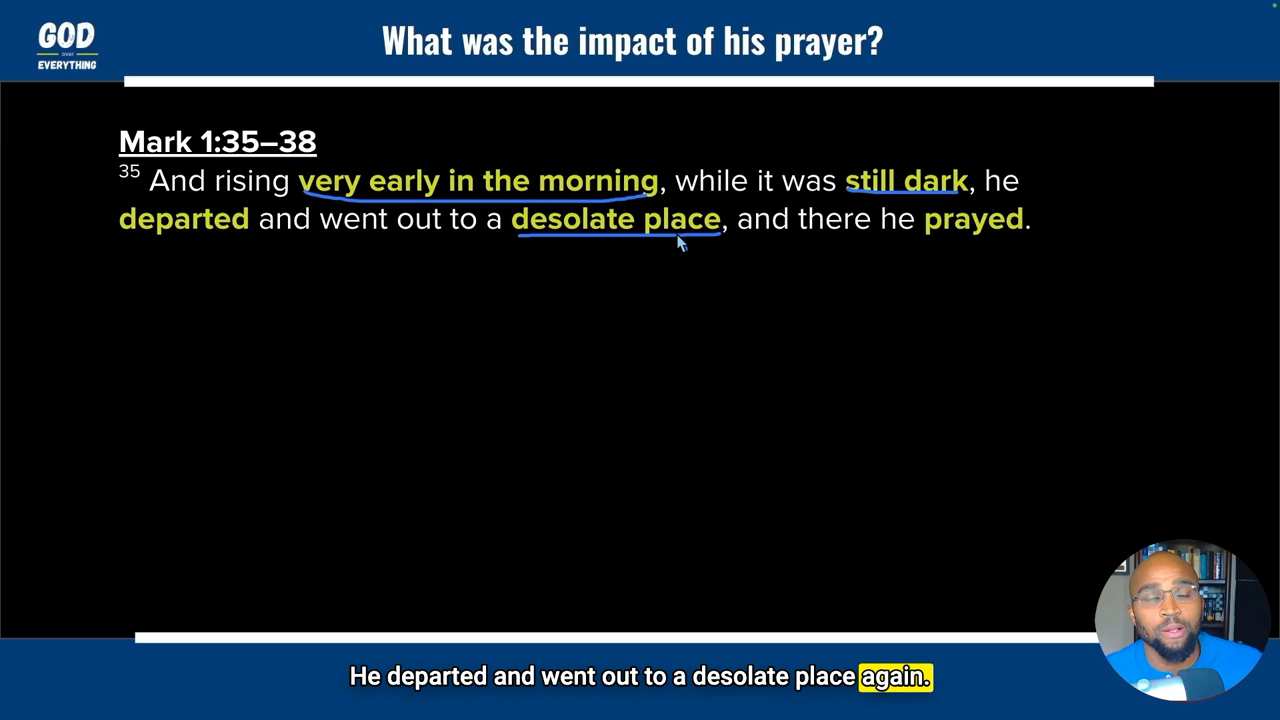 GOD
over
EVERYTHING
What was the impact of his prayer?
Mark 1:35–38
35 And rising very early in the morning, while it was still dark, he
departed and went out to a desolate place, and there he prayed.
He departed and went out to a desolate place again.